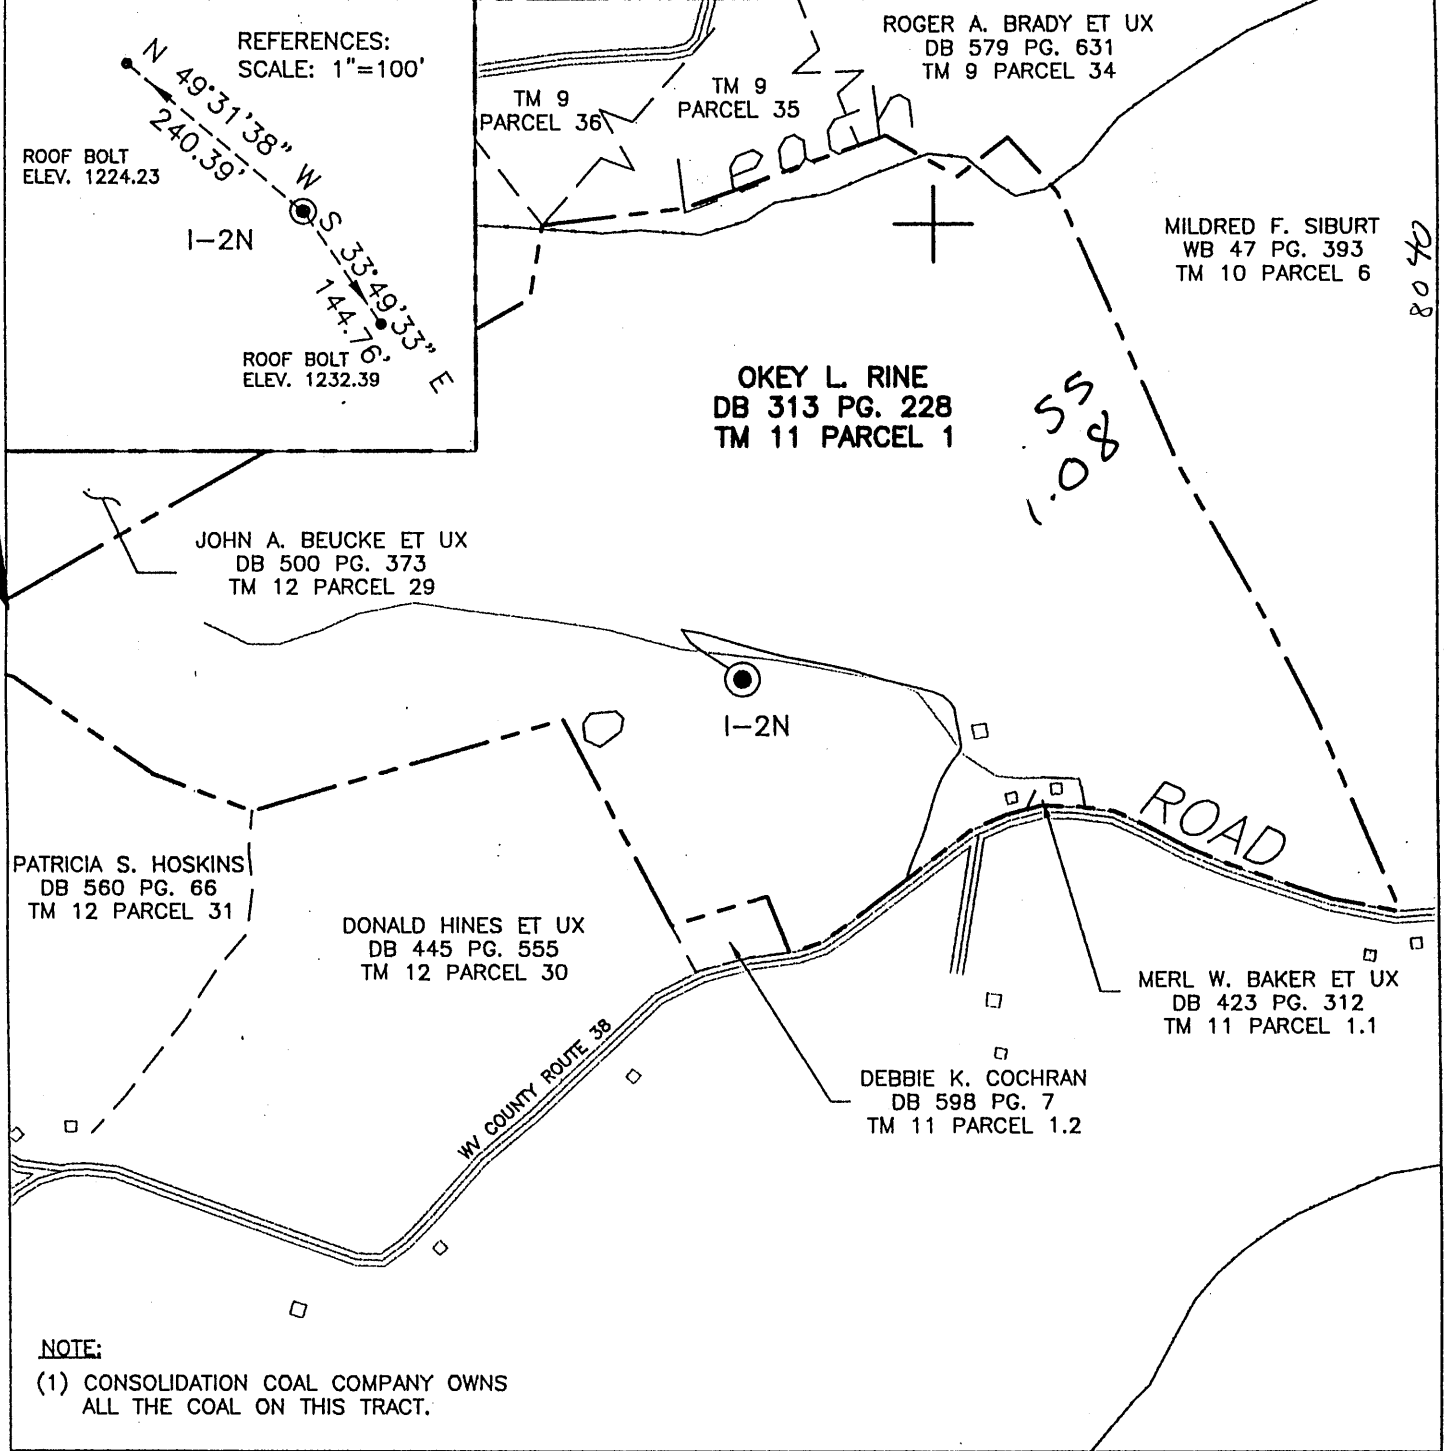 REFERENCES:
SCALE: 1"=100'
N 49°31'38" W
240.39'
ROOF BOLT
ELEV. 1224.23
I-2N
S 33°49'33" E
144.76'
ROOF BOLT
ELEV. 1232.39
ROGER A. BRADY ET UX
DB 579 PG. 631
TM 9 PARCEL 34
TM 9
PARCEL 36
TM 9
PARCEL 35
Leach
MILDRED F. SIBURT
WB 47 PG. 393
TM 10 PARCEL 6
OKEY L. RINE
DB 313 PG. 228
TM 11 PARCEL 1
.55
1.08
JOHN A. BEUCKE ET UX
DB 500 PG. 373
TM 12 PARCEL 29
I-2N
ROAD
PATRICIA S. HOSKINS
DB 560 PG. 66
TM 12 PARCEL 31
DONALD HINES ET UX
DB 445 PG. 555
TM 12 PARCEL 30
MERL W. BAKER ET UX
DB 423 PG. 312
TM 11 PARCEL 1.1
WV COUNTY ROUTE 38
DEBBIE K. COCHRAN
DB 598 PG. 7
TM 11 PARCEL 1.2
NOTE:
(1) CONSOLIDATION COAL COMPANY OWNS
ALL THE COAL ON THIS TRACT.